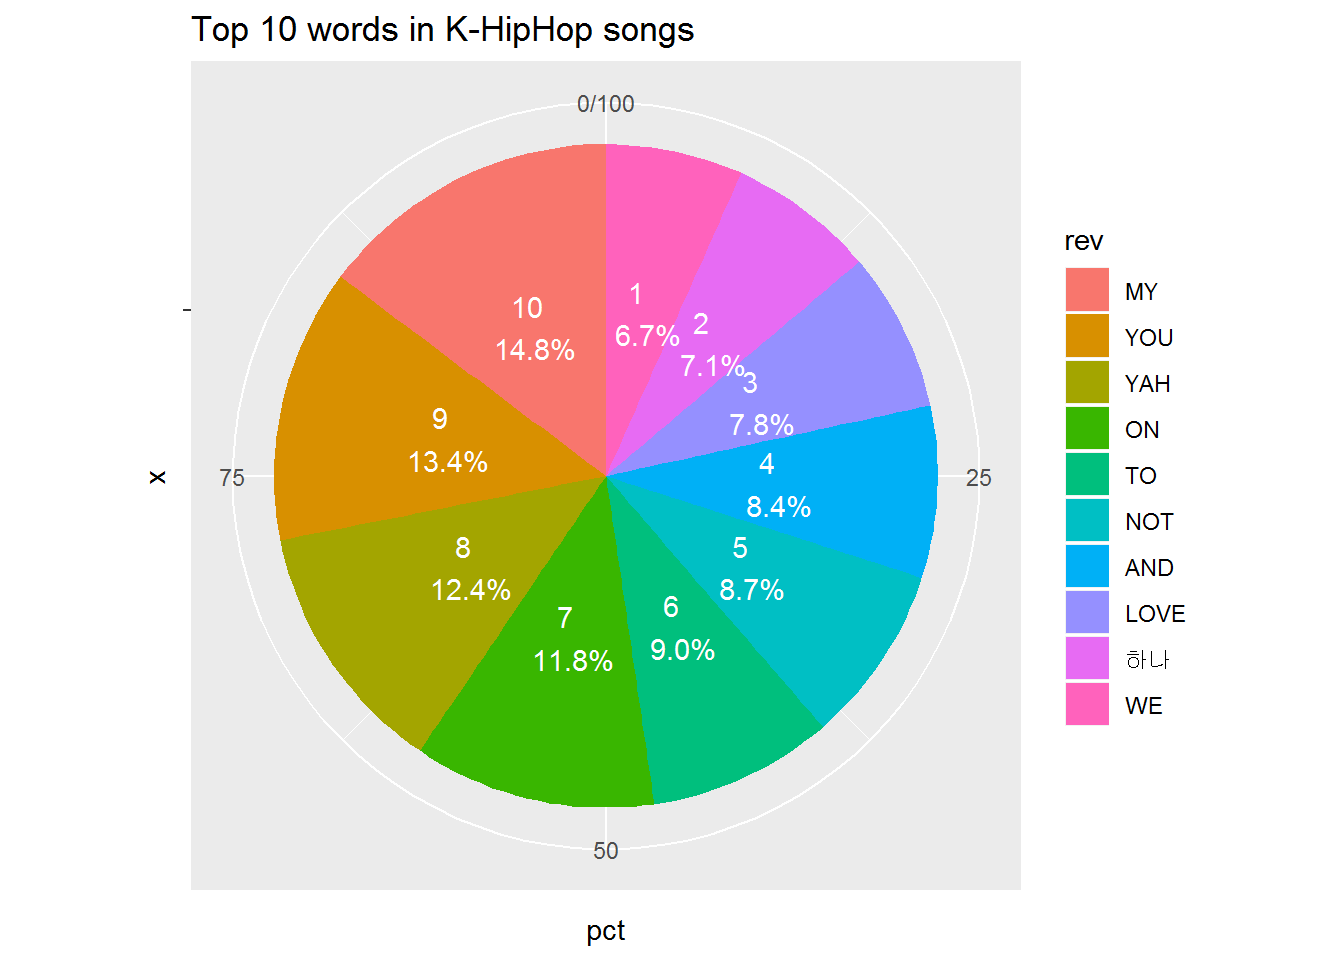 Top 10 words in K-HipHop songs
0/100
1
6.7%
2
7.1%
3
7.8%
4
8.4%
5
8.7%
6
9.0%
7
11.8%
8
12.4%
9
13.4%
10
14.8%
25
50
75
x
pct
rev
MY
YOU
YAH
ON
TO
NOT
AND
LOVE
하나
WE